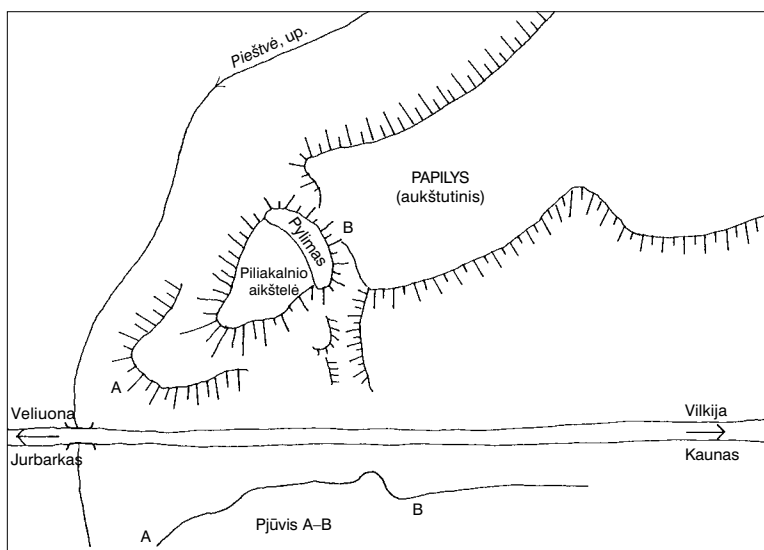 Pieštvė, up.
PAPILYS
(aukštutinis)
B
Pylimas
Piliakalnio
aikštelė
A
Veliuona
Vilkija
Jurbarkas
Kaunas
A
B
Pjūvis A–B